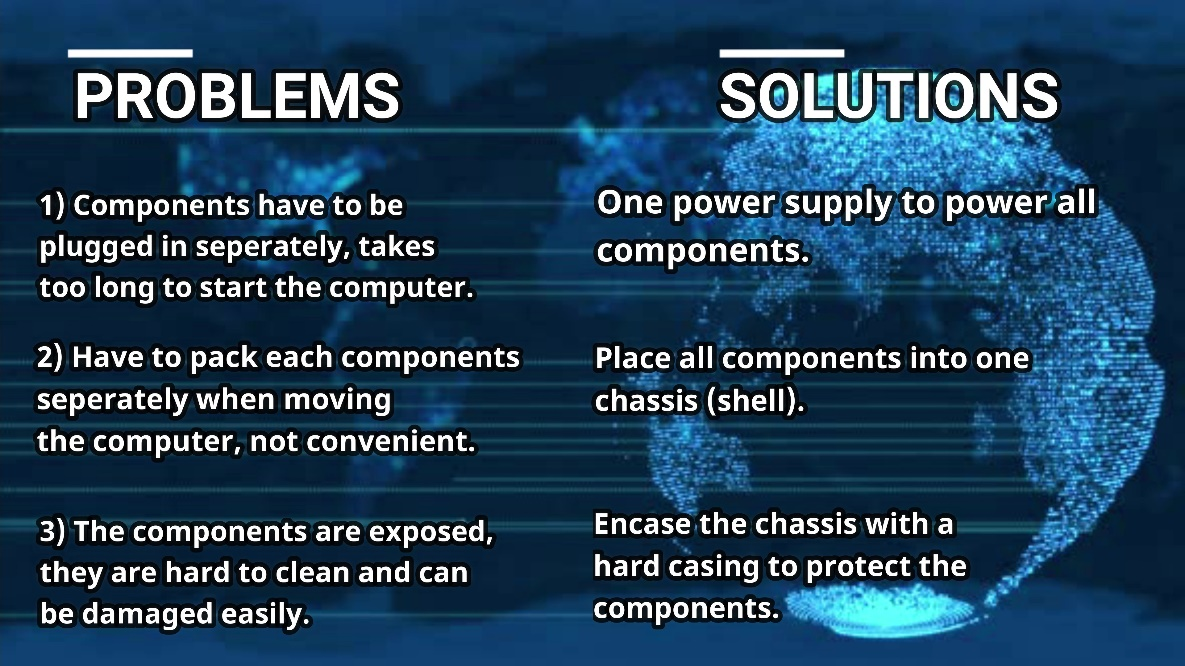 PROBLEMS
1) Components have to be
plugged in seperately, takes
too long to start the computer.
2) Have to pack each components
seperately when moving
the computer, not convenient.
3) The components are exposed,
they are hard to clean and can
be damaged easily.
SOLUTIONS
One power supply to power all
components.
Place all components into one
chassis (shell).
Encase the chassis with a
hard casing to protect the
components.